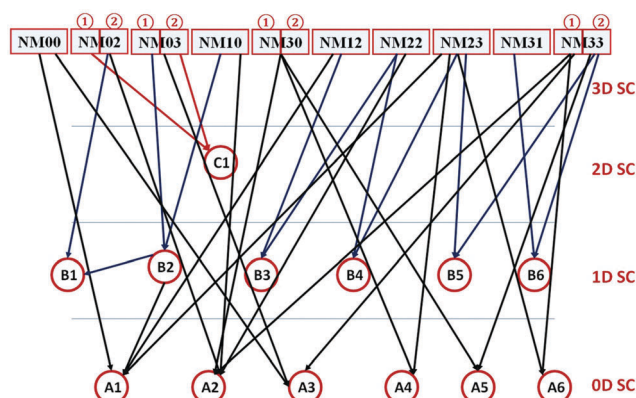 ① ② ① ② ① ② ① ②
NM00 NM02 NM03 NM10 NM30 NM12 NM22 NM23 NM31 NM33
3D SC
C1 2D SC
B1 B2 B3 B4 B5 B6 1D SC
A1 A2 A3 A4 A5 A6 0D SC